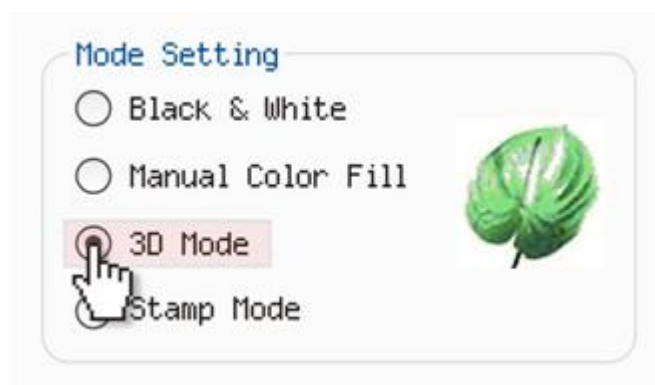 Mode Setting
Black & White
Manual Color Fill
3D Mode
Stamp Mode